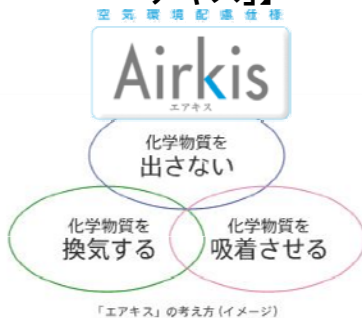 空気環境配慮仕様
Airkis
エアキス
化学物質を
出さない
化学物質を
換気する
化学物質を
吸着させる
「エアキス」の考え方(イメージ)